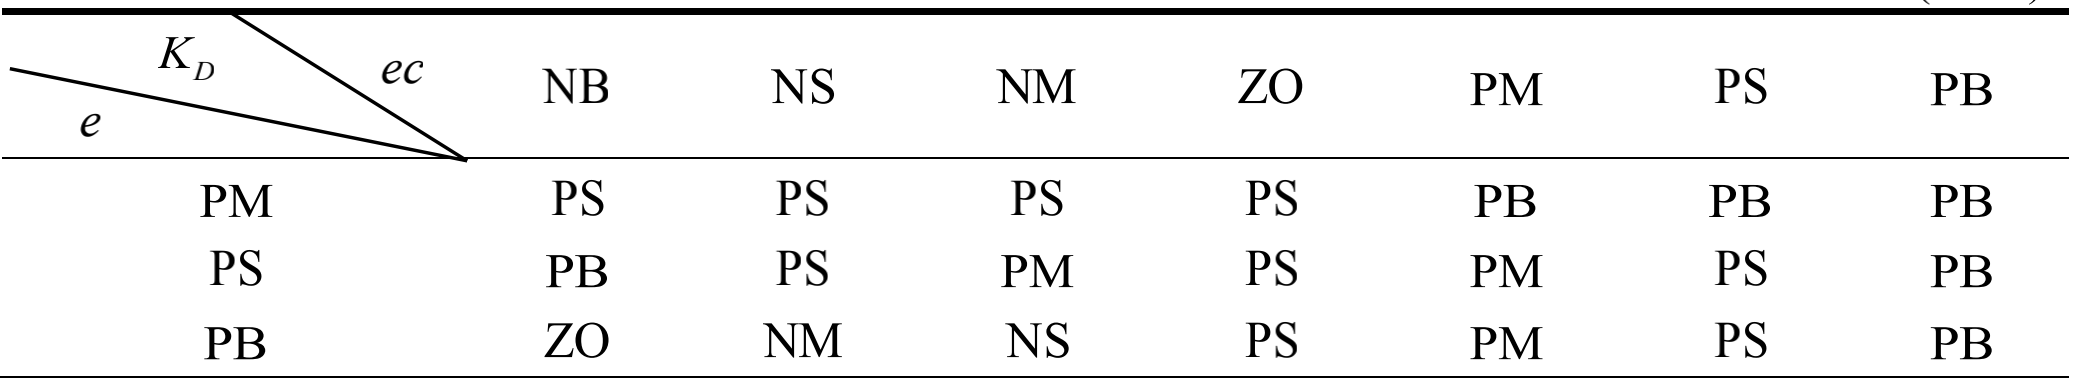 K_D ec NB NS NM ZO PM PS PB
e
PM PS PS PS PS PB PB PB
PS PB PS PM PS PM PS PB
PB ZO NM NS PS PM PS PB